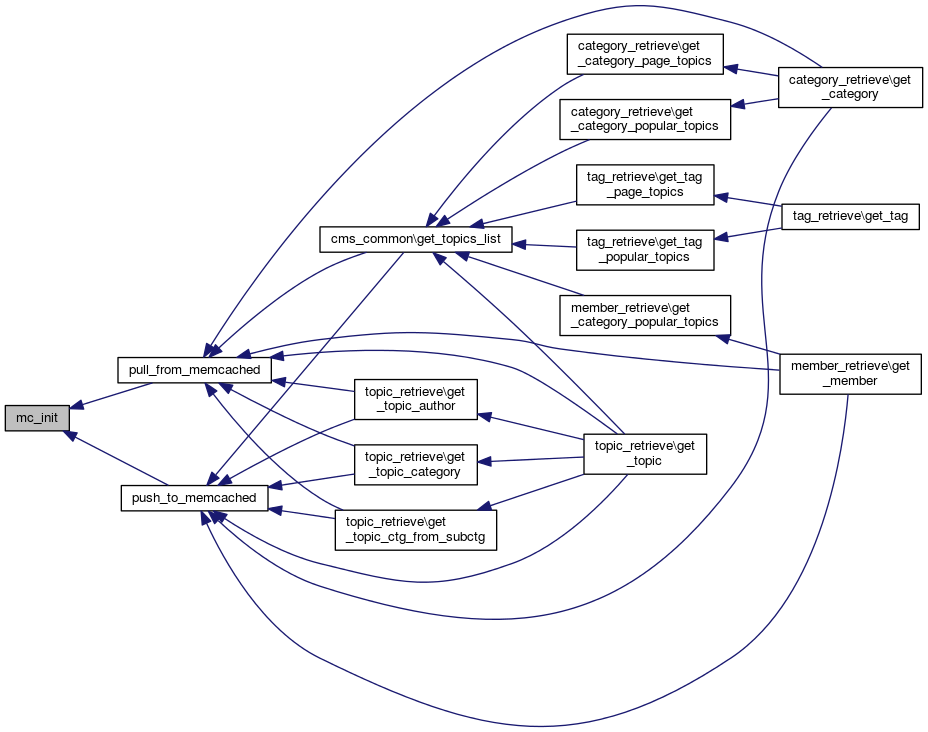 mc_init
pull_from_memcached
push_to_memcached
cms_common\get_topics_list
topic_retrieve\get
_topic_author
topic_retrieve\get
_topic_category
topic_retrieve\get
_topic_ctg_from_subctg
category_retrieve\get
_category_page_topics
category_retrieve\get
_category_popular_topics
tag_retrieve\get_tag
_page_topics
tag_retrieve\get_tag
_popular_topics
member_retrieve\get
_category_popular_topics
topic_retrieve\get
_topic
category_retrieve\get
_category
tag_retrieve\get_tag
member_retrieve\get
_member